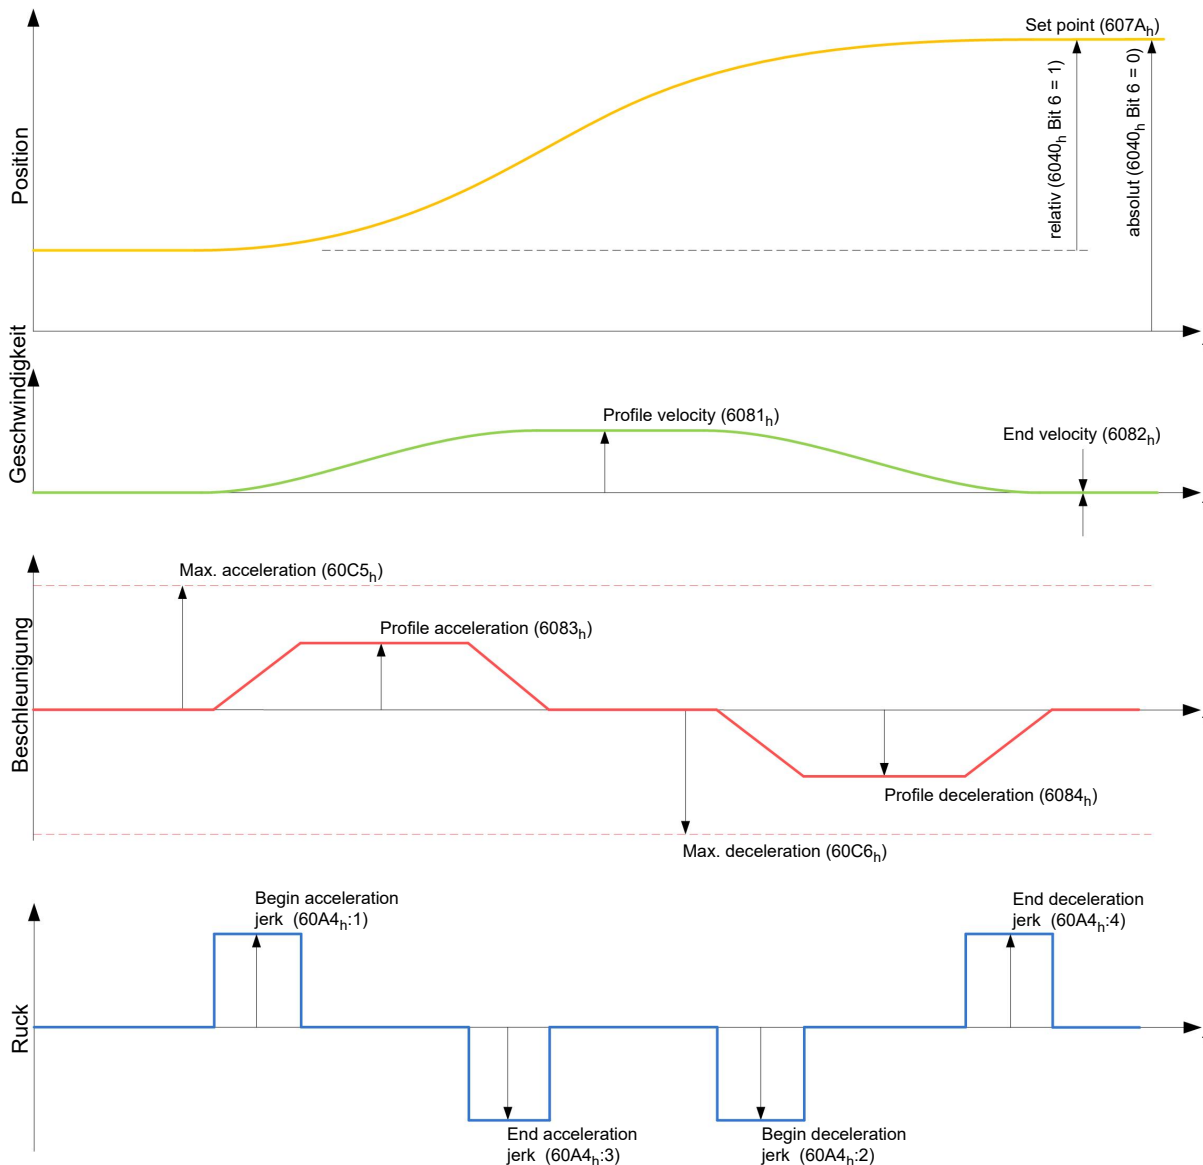 Set point (607Ah)
relativ (6040h Bit 6 = 1)
absolut (6040h Bit 6 = 0)
Position
Geschwindigkeit
Profile velocity (6081h)
End velocity (6082h)
Beschleunigung
Max. acceleration (60C5h)
Profile acceleration (6083h)
Profile deceleration (6084h)
Max. deceleration (60C6h)
Ruck
Begin acceleration
jerk (60A4h:1)
End deceleration
jerk (60A4h:4)
End acceleration
jerk (60A4h:3)
Begin deceleration
jerk (60A4h:2)